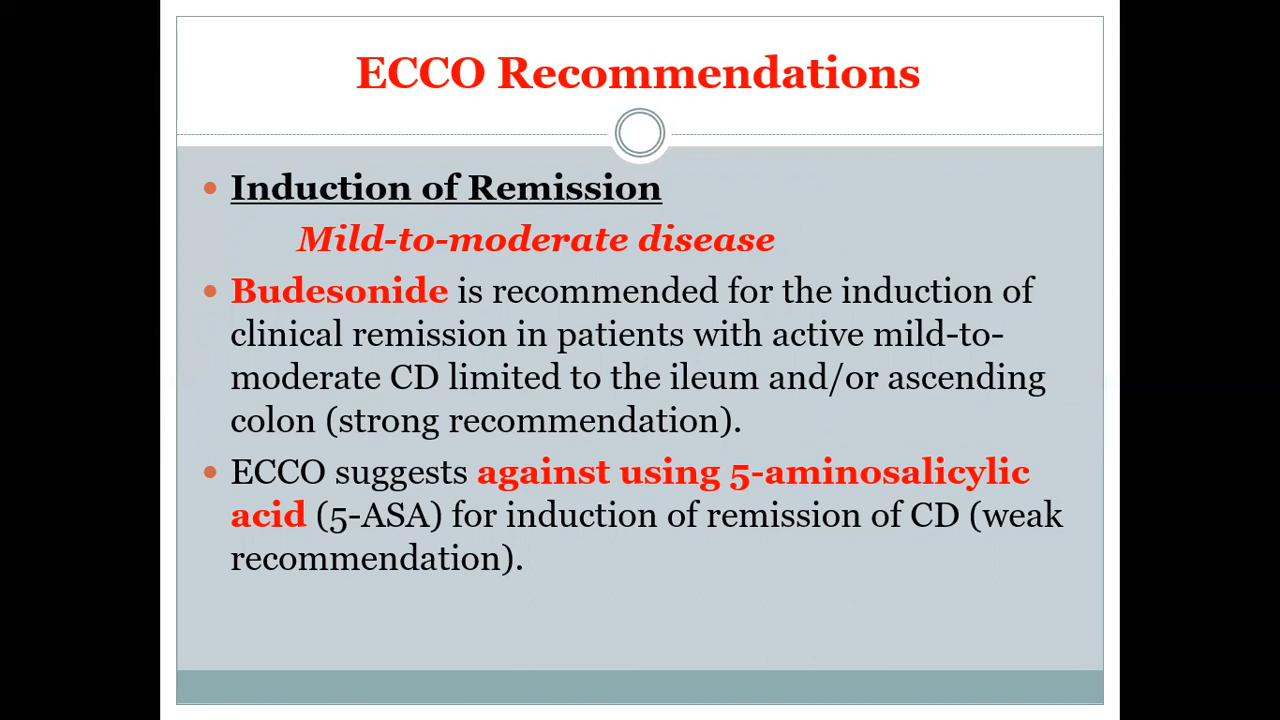 ECCO Recommendations
• Induction of Remission
Mild-to-moderate disease
• Budesonide is recommended for the induction of
clinical remission in patients with active mild-to-
moderate CD limited to the ileum and/or ascending
colon (strong recommendation).
• ECCO suggests against using 5-aminosalicylic
acid (5-ASA) for induction of remission of CD (weak
recommendation).